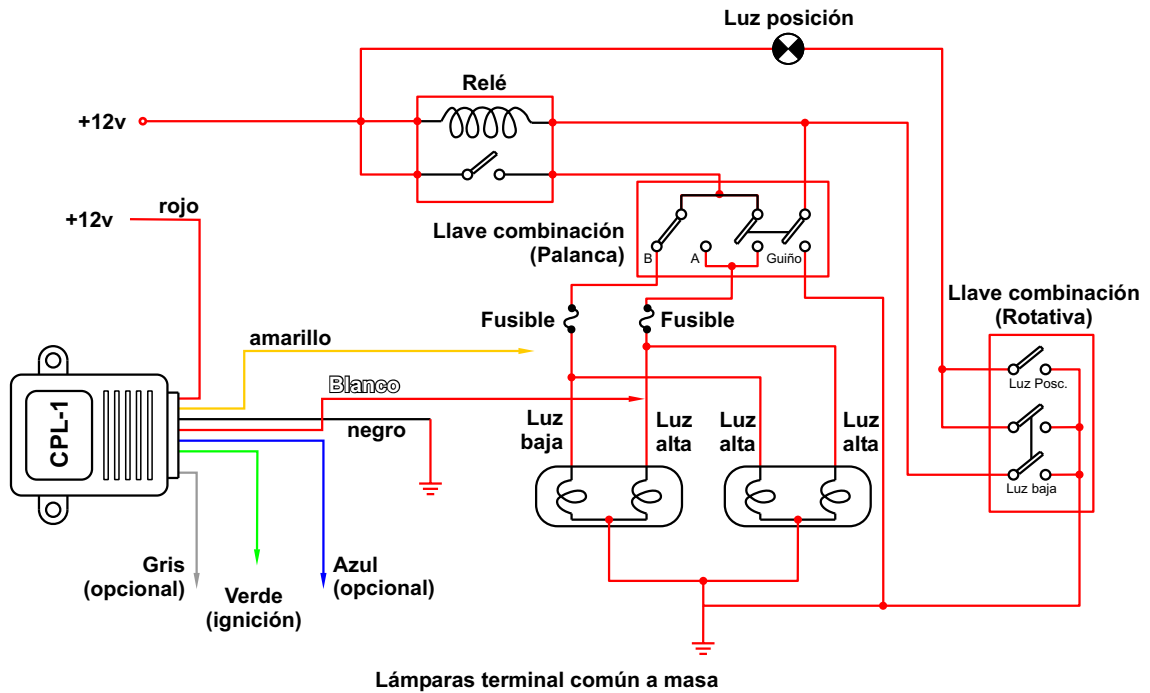 Luz posición
Relé
+12v
rojo
+12v
Llave combinación
(Palanca)
B
A
Guiño
Llave combinación
(Rotativa)
Fusible
Fusible
amarillo
Luz Posc.
Blanco
CPL-1
negro
Luz
baja
Luz
alta
Luz
alta
Luz
alta
Luz baja
Gris
(opcional)
Verde
(ignición)
Azul
(opcional)
Lámparas terminal común a masa